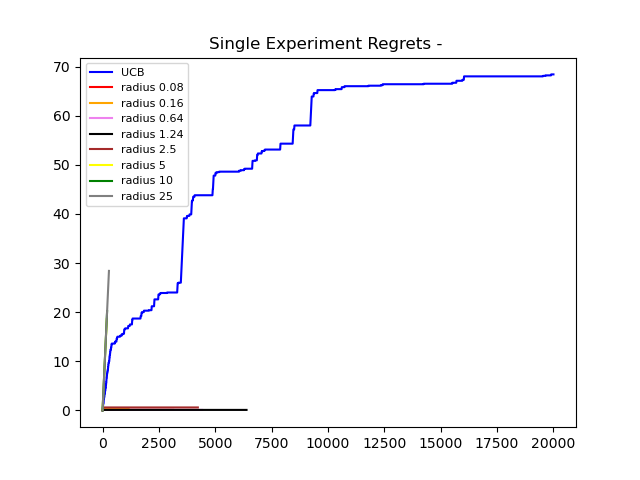 Single Experiment Regrets -
70
60
50
40
30
20
10
0
UCB
radius 0.08
radius 0.16
radius 0.64
radius 1.24
radius 2.5
radius 5
radius 10
radius 25
0 2500 5000 7500 10000 12500 15000 17500 20000